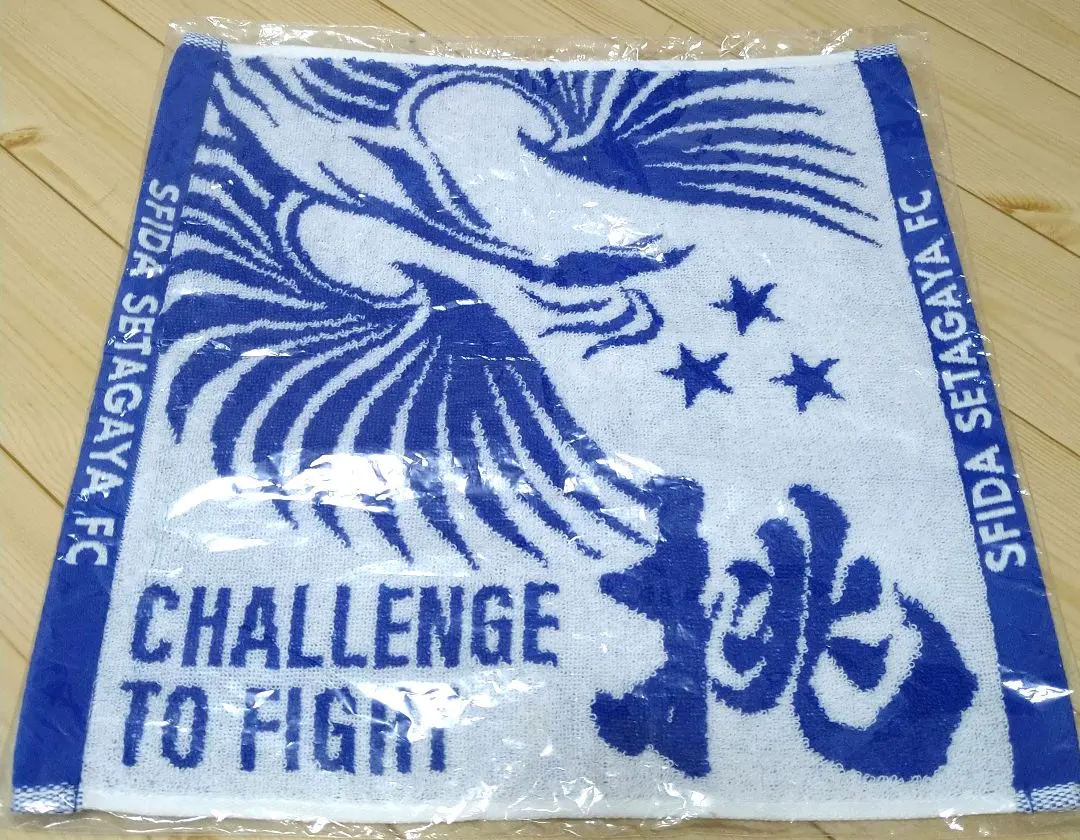 SFIDA SETAGAYA FC
SFIDA SETAGAYA FC
CHALLENGE
TO FIGHT
挑